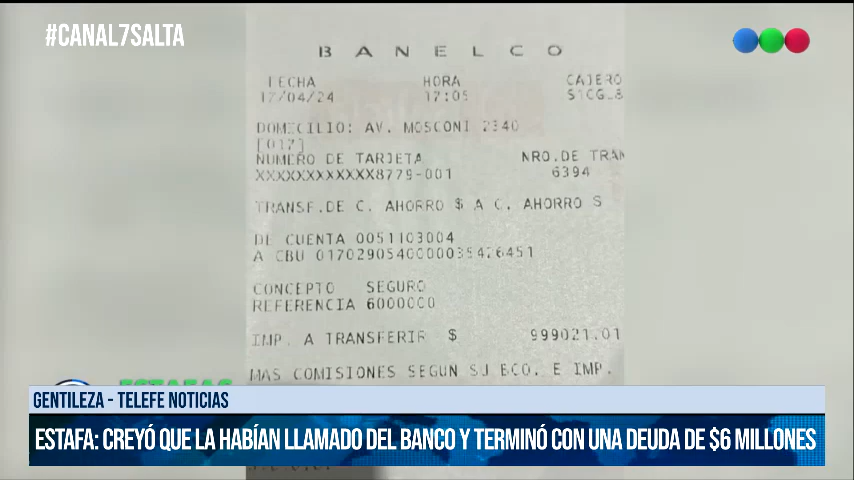 #CANAL7SALTA
BANELCO
FECHA HORA CAJERO
17/04/24 17:05 S1CG_8
DOMICILIO: AV. MOSCONI 2340
[017]
NUMERO DE TARJETA NRO.DE TRAN
XXXXXXXXXXXX8779-001 6394
TRANSF.DE C. AHORRO $ A C. AHORRO $
DE CUENTA 0051103004
A CBU
CONCEPTO SEGURO
REFERENCIA 6000000
IMP. A TRANSFERIR $ 999021.01
MAS COMISIONES SEGUN SU BCO. E IMP.
ESTAFAS
GENTILEZA - TELEFE NOTICIAS
ESTAFA: CREYÓ QUE LA HABÍAN LLAMADO DEL BANCO Y TERMINÓ CON UNA DEUDA DE $6 MILLONES